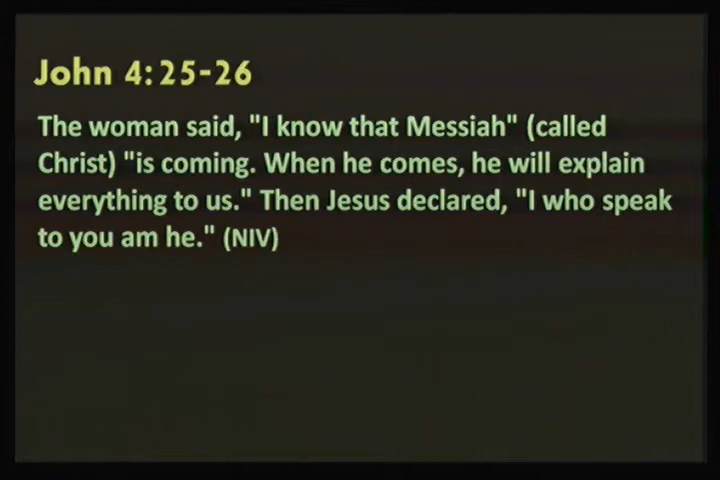 John 4:25-26
The woman said, "I know that Messiah" (called
Christ) "is coming. When he comes, he will explain
everything to us." Then Jesus declared, "I who speak
to you am he." (NIV)